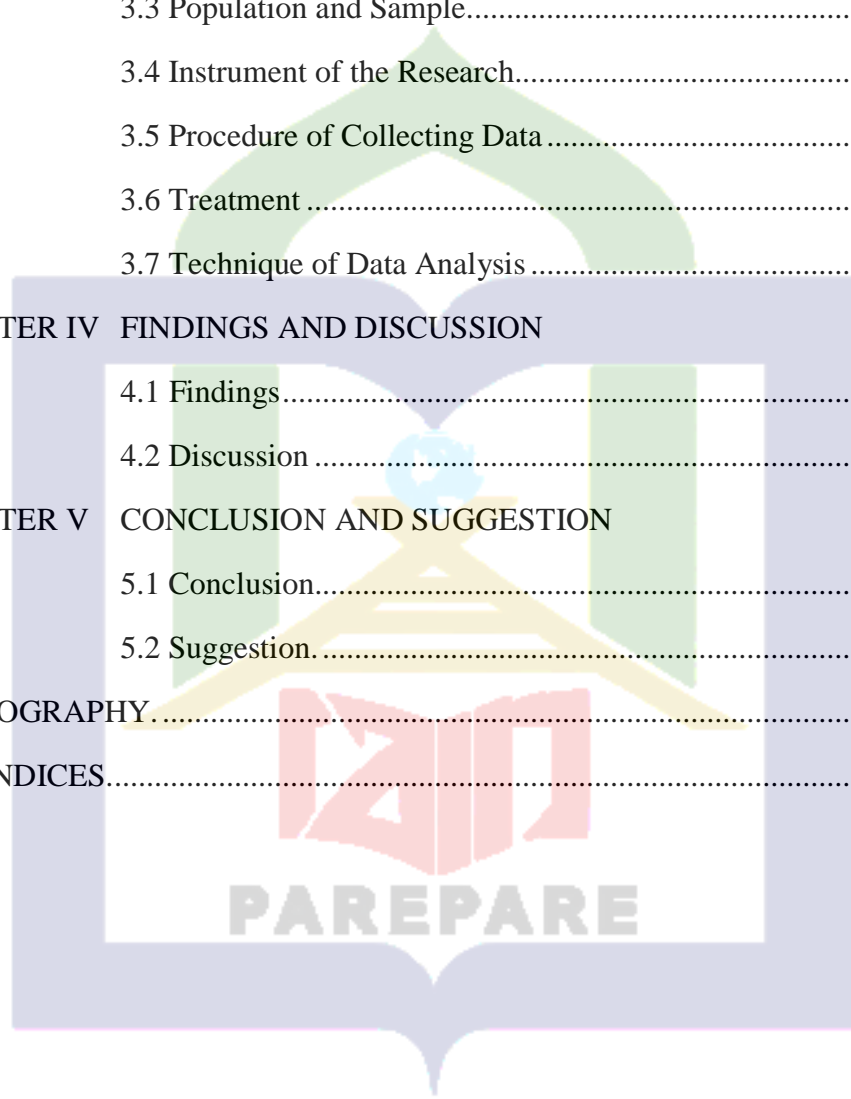 3.3 Population and Sample............................................................
3.4 Instrument of the Research....................................................
3.5 Procedure of Collecting Data ...............................................
3.6 Treatment ................................................................................
3.7 Technique of Data Analysis ..................................................
TER IV FINDINGS AND DISCUSSION
4.1 Findings....................................................................................
4.2 Discussion ...............................................................................
TER V CONCLUSION AND SUGGESTION
5.1 Conclusion...............................................................................
5.2 Suggestion. ..............................................................................
OGRAPHY. ..........................................................................................
NDICES...................................................................................................
PAREPARE